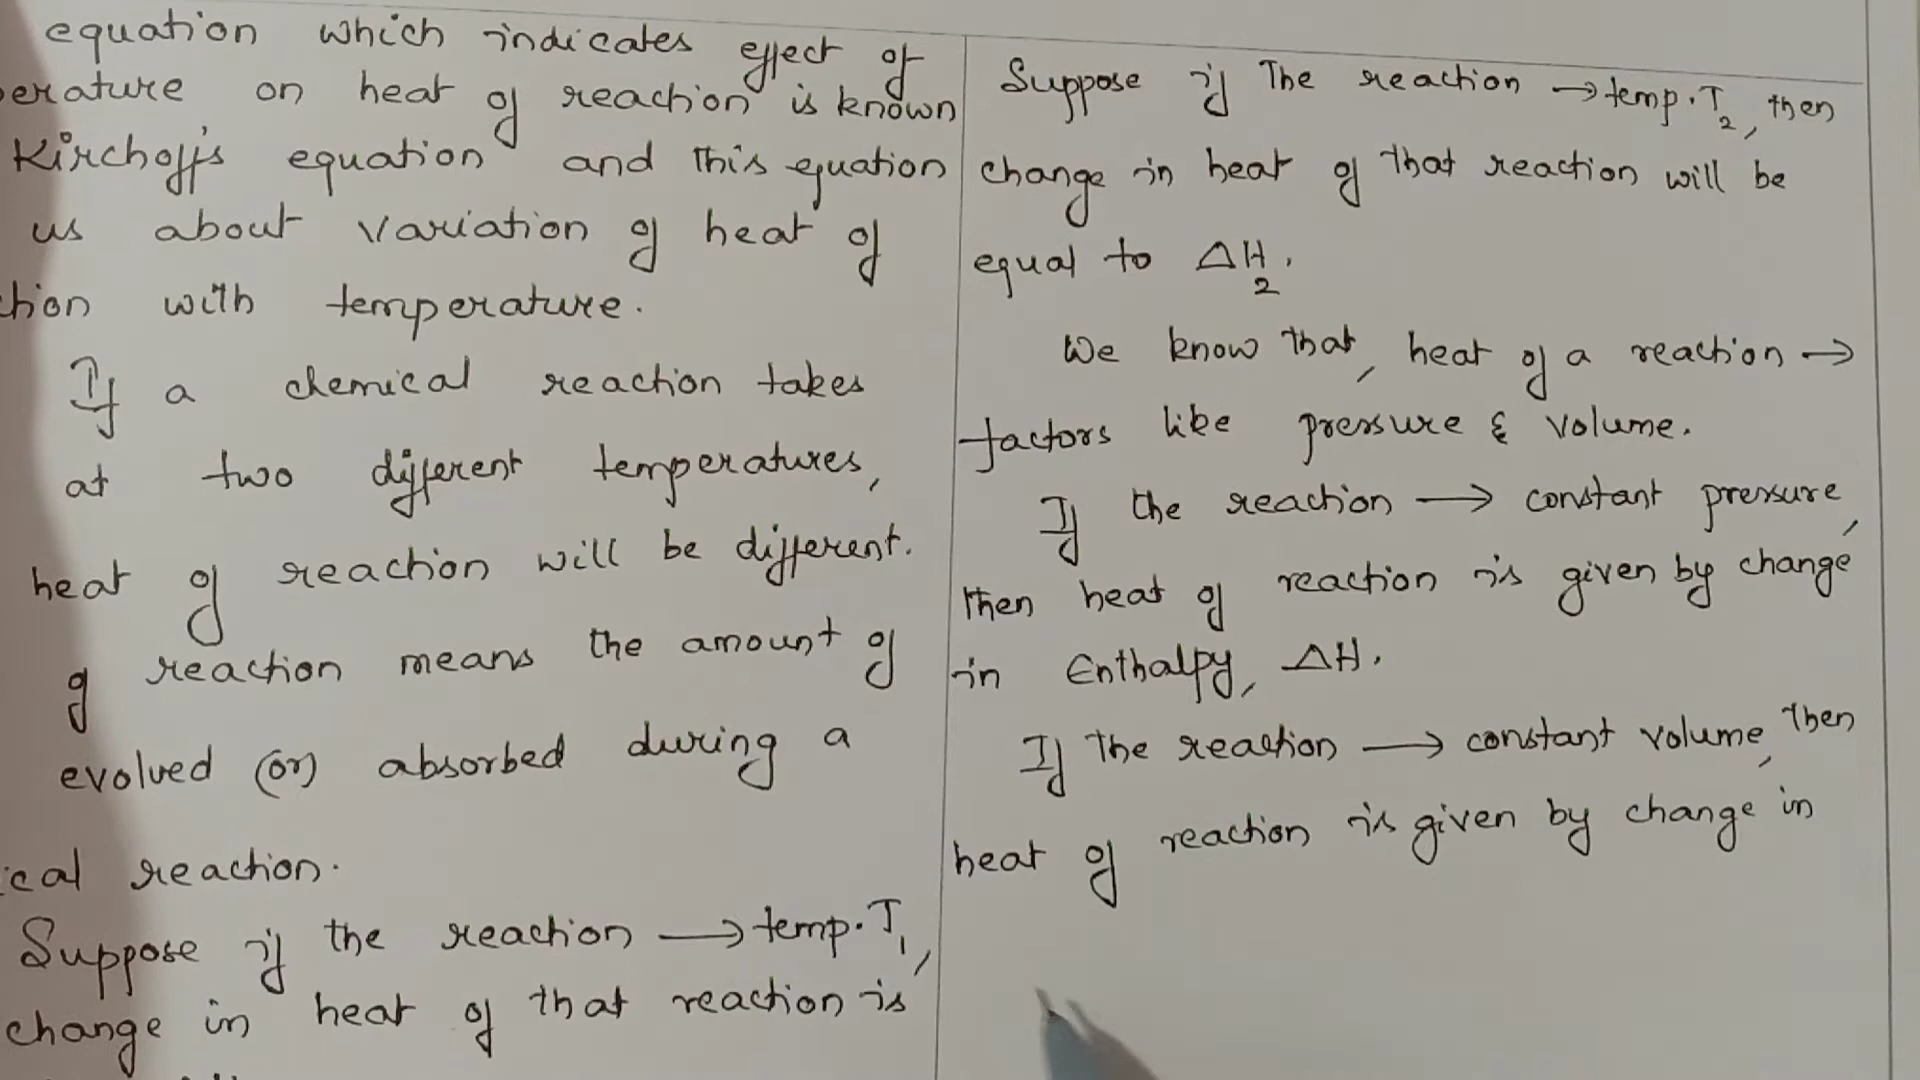 equation which indicates effect of
erature on heat of reaction is known
Kirchoff's equation and this equation
us about variation of heat of
tion with temperature.
If a chemical reaction takes
at two different temperatures,
heat of reaction will be different.
of reaction means the amount of
evolved (or) absorbed during a
ical reaction.
Suppose if the reaction → temp. T₁,
change in heat of that reaction is
Suppose if The reaction → temp. T₂, then
change in heat of that reaction will be
equal to ΔH₂.
We know that, heat of a reaction →
factors like pressure & volume.
If the reaction → constant pressure,
then heat of reaction is given by change
in Enthalpy, ΔH.
If the reaction → constant volume, then
heat of reaction is given by change in